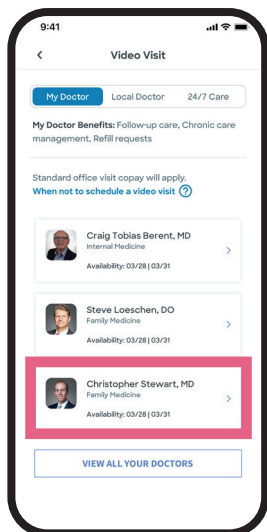 9:41
Video Visit
My Doctor Local Doctor 24/7 Care
My Doctor Benefits: Follow-up care, Chronic care
management, Refill requests
Standard office visit copay will apply.
When not to schedule a video visit ?
Craig Tobias Berent, MD
Internal Medicine
Availability: 03/28 | 03/31
Steve Loeschen, DO
Family Medicine
Availability: 03/28 | 03/31
Christopher Stewart, MD
Family Medicine
Availability: 03/28 | 03/31
VIEW ALL YOUR DOCTORS